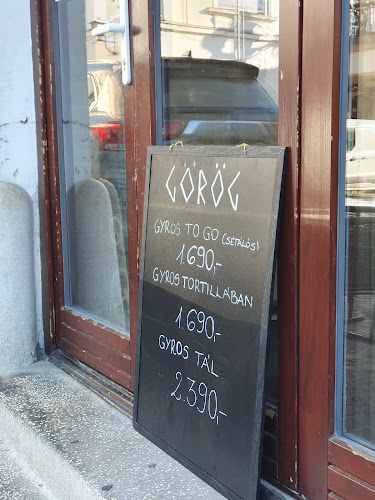 GÖRÖG
GYROS TO GO (SÉTÁLÓS)
1.690,-
GYROS TORTILLÁBAN
1.690,-
GYROS TÁL
2.390,-